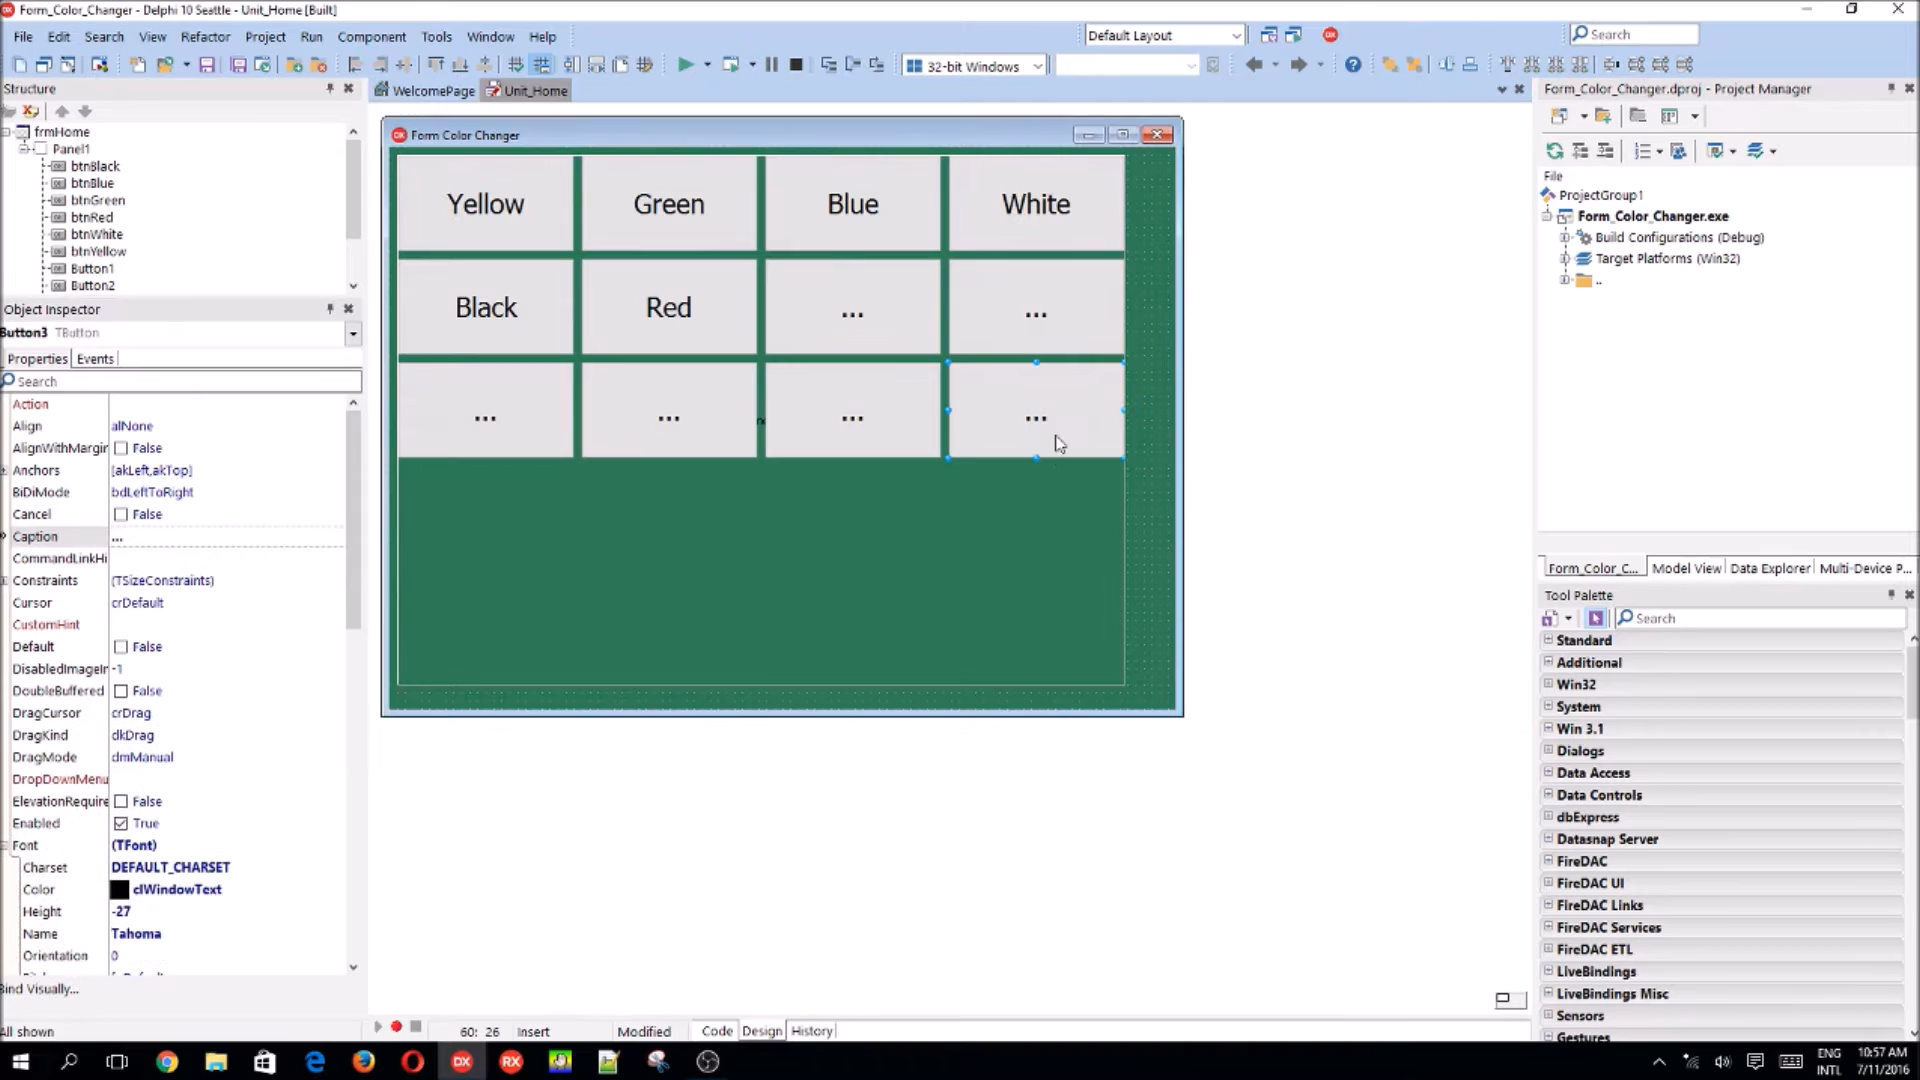 Form_Color_Changer - Delphi 10 Seattle - Unit_Home [Built]
File Edit Search View Refactor Project Run Component Tools Window Help
Default Layout
Search
32-bit Windows
Structure
WelcomePage Unit_Home
Form_Color_Changer.dproj - Project Manager
frmHome
Panel1
btnBlack
btnBlue
btnGreen
btnRed
btnWhite
btnYellow
Button1
Button2
Object Inspector
Button3 TButton
Properties Events
Search
Action
Align alNone
AlignWithMargir False
Anchors [akLeft,akTop]
BiDiMode bdLeftToRight
Cancel False
Caption ...
CommandLinkHi
Constraints (TSizeConstraints)
Cursor crDefault
CustomHint
Default False
DisabledImageIr -1
DoubleBuffered False
DragCursor crDrag
DragKind dkDrag
DragMode dmManual
DropDownMenu
ElevationRequire False
Enabled True
Font (TFont)
Charset DEFAULT_CHARSET
Color clWindowText
Height -27
Name Tahoma
Orientation 0
Bind Visually...
All shown
Form Color Changer
Yellow Green Blue White
Black Red ... ...
... ... ... ...
60: 26 Insert Modified Code Design History
File
ProjectGroup1
Form_Color_Changer.exe
Build Configurations (Debug)
Target Platforms (Win32)
..
Form_Color_C... Model View Data Explorer Multi-Device P...
Tool Palette
Search
Standard
Additional
Win32
System
Win 3.1
Dialogs
Data Access
Data Controls
dbExpress
Datasnap Server
FireDAC
FireDAC UI
FireDAC Links
FireDAC Services
FireDAC ETL
LiveBindings
LiveBindings Misc
Sensors
Gestures
DX RX
ENG
INTL
10:57 AM
7/11/2016